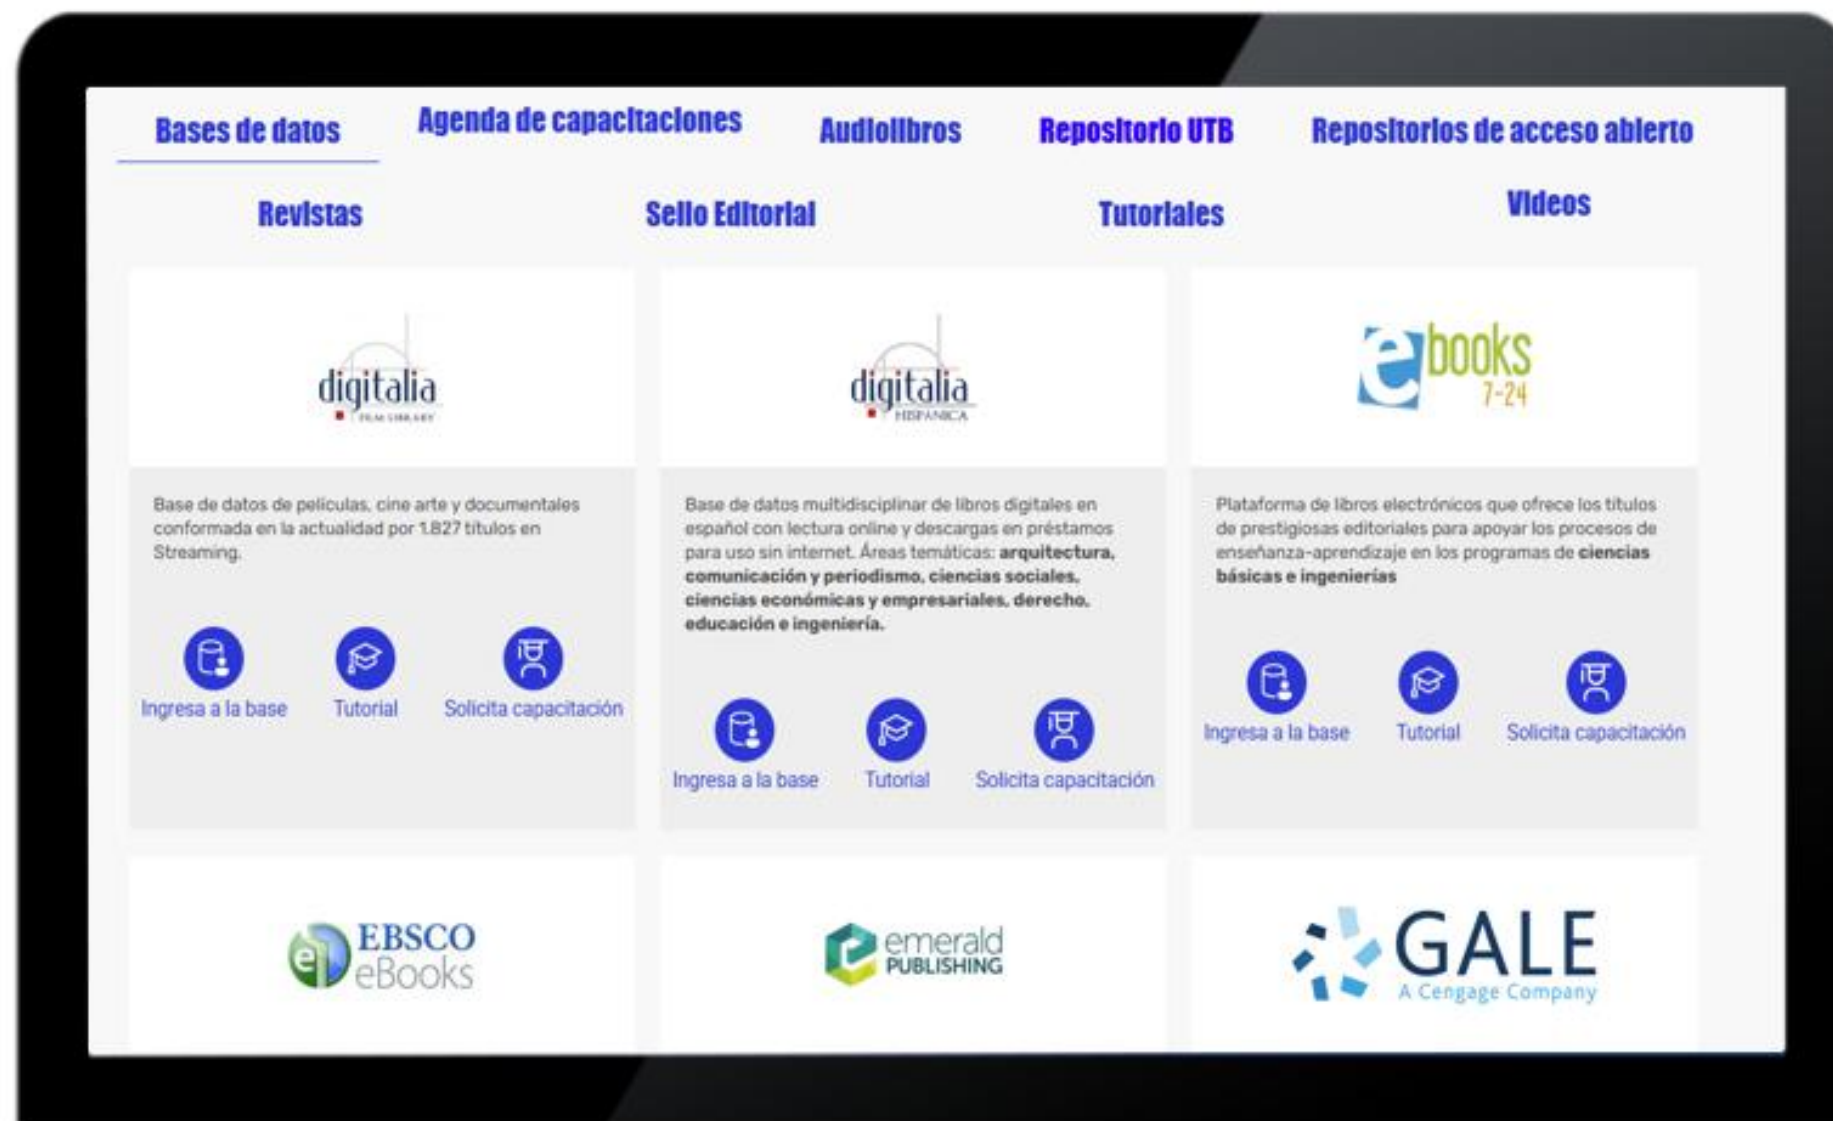 Bases de datos
Agenda de capacitaciones
Audiolibros
Repositorio UTB
Repositorios de acceso abierto
Revistas
Sello Editorial
Tutoriales
Videos
digitalia
FILM LIBRARY
Base de datos de películas, cine arte y documentales
conformada en la actualidad por 1.827 títulos en
Streaming.
Ingresa a la base
Tutorial
Solicita capacitación
digitalia
HISPÁNICA
Base de datos multidisciplinar de libros digitales en
español con lectura online y descargas en préstamos
para uso sin internet. Áreas temáticas: arquitectura,
comunicación y periodismo, ciencias sociales,
ciencias económicas y empresariales, derecho,
educación e ingeniería.
Ingresa a la base
Tutorial
Solicita capacitación
ebooks
7-24
Plataforma de libros electrónicos que ofrece los títulos
de prestigiosas editoriales para apoyar los procesos de
enseñanza-aprendizaje en los programas de ciencias
básicas e ingenierías
Ingresa a la base
Tutorial
Solicita capacitación
e
EBSCO
eBooks
emerald
PUBLISHING
GALE
A Cengage Company